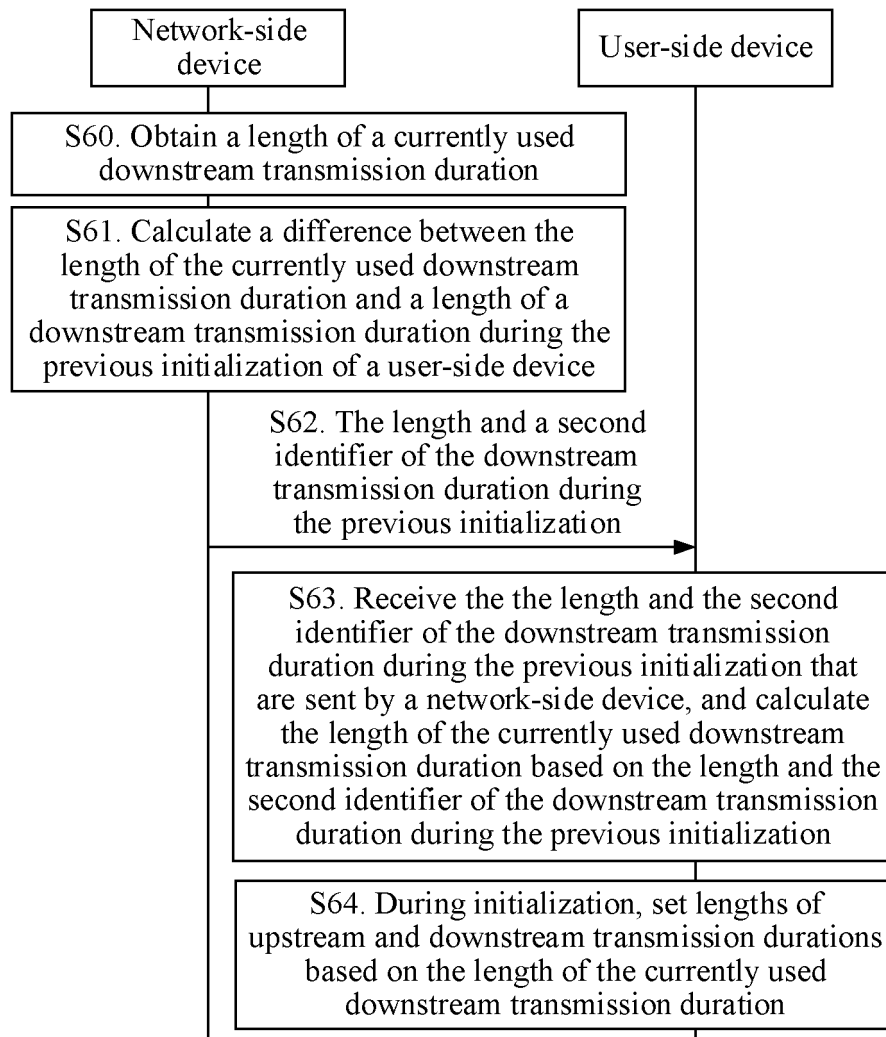 Network-side
device
User-side device
S60. Obtain a length of a currently used
downstream transmission duration
S61. Calculate a difference between the
length of the currently used downstream
transmission duration and a length of a
downstream transmission duration during the
previous initialization of a user-side device
S62. The length and a second
identifier of the downstream
transmission duration during
the previous initialization
S63. Receive the the length and the second
identifier of the downstream transmission
duration during the previous initialization that
are sent by a network-side device, and calculate
the length of the currently used downstream
transmission duration based on the length and the
second identifier of the downstream transmission
duration during the previous initialization
S64. During initialization, set lengths of
upstream and downstream transmission durations
based on the length of the currently used
downstream transmission duration